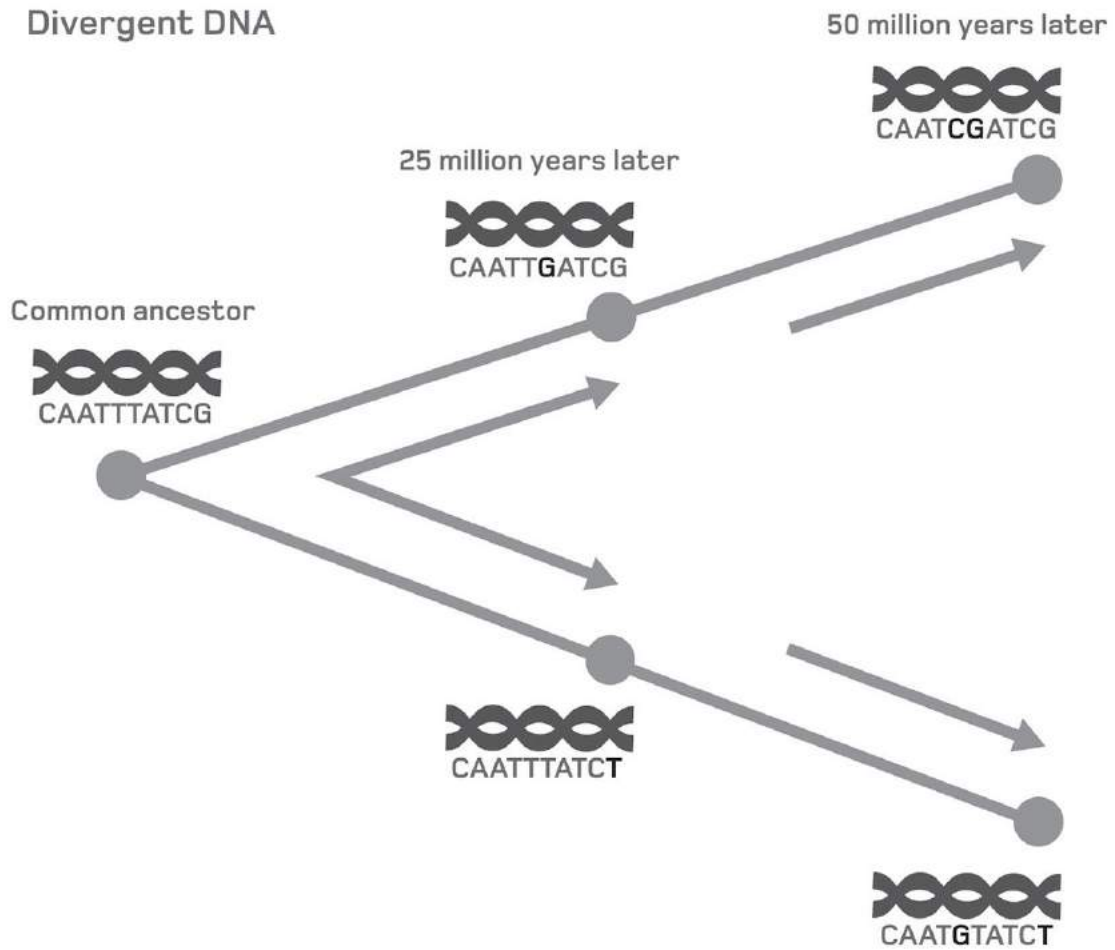 Divergent DNA
50 million years later
CAATCGATCG
25 million years later
CAATTGATCG
Common ancestor
CAATTTATCG
CAATTTATCT
CAATGTATCT